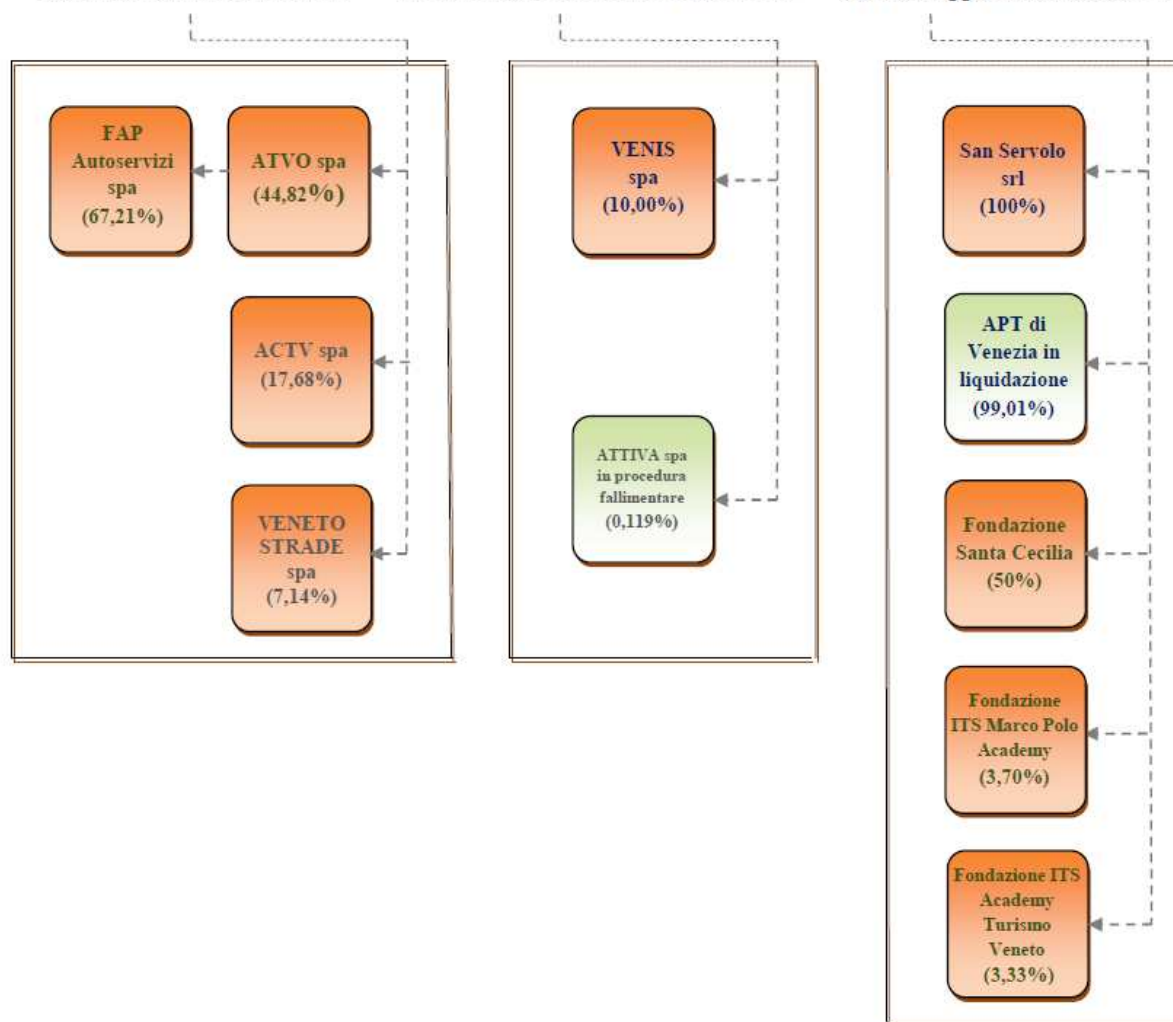 FAP
Autoservizi
spa
(67,21%)
ATVO spa
(44,82%)
ACTV spa
(17,68%)
VENETO
STRADE
spa
(7,14%)
VENIS
spa
(10,00%)
ATTIVA spa
in procedura
fallimentare
(0,119%)
San Servolo
srl
(100%)
APT di
Venezia in
liquidazione
(99,01%)
Fondazione
Santa Cecilia
(50%)
Fondazione
ITS Marco Polo
Academy
(3,70%)
Fondazione ITS
Academy
Turismo
Veneto
(3,33%)